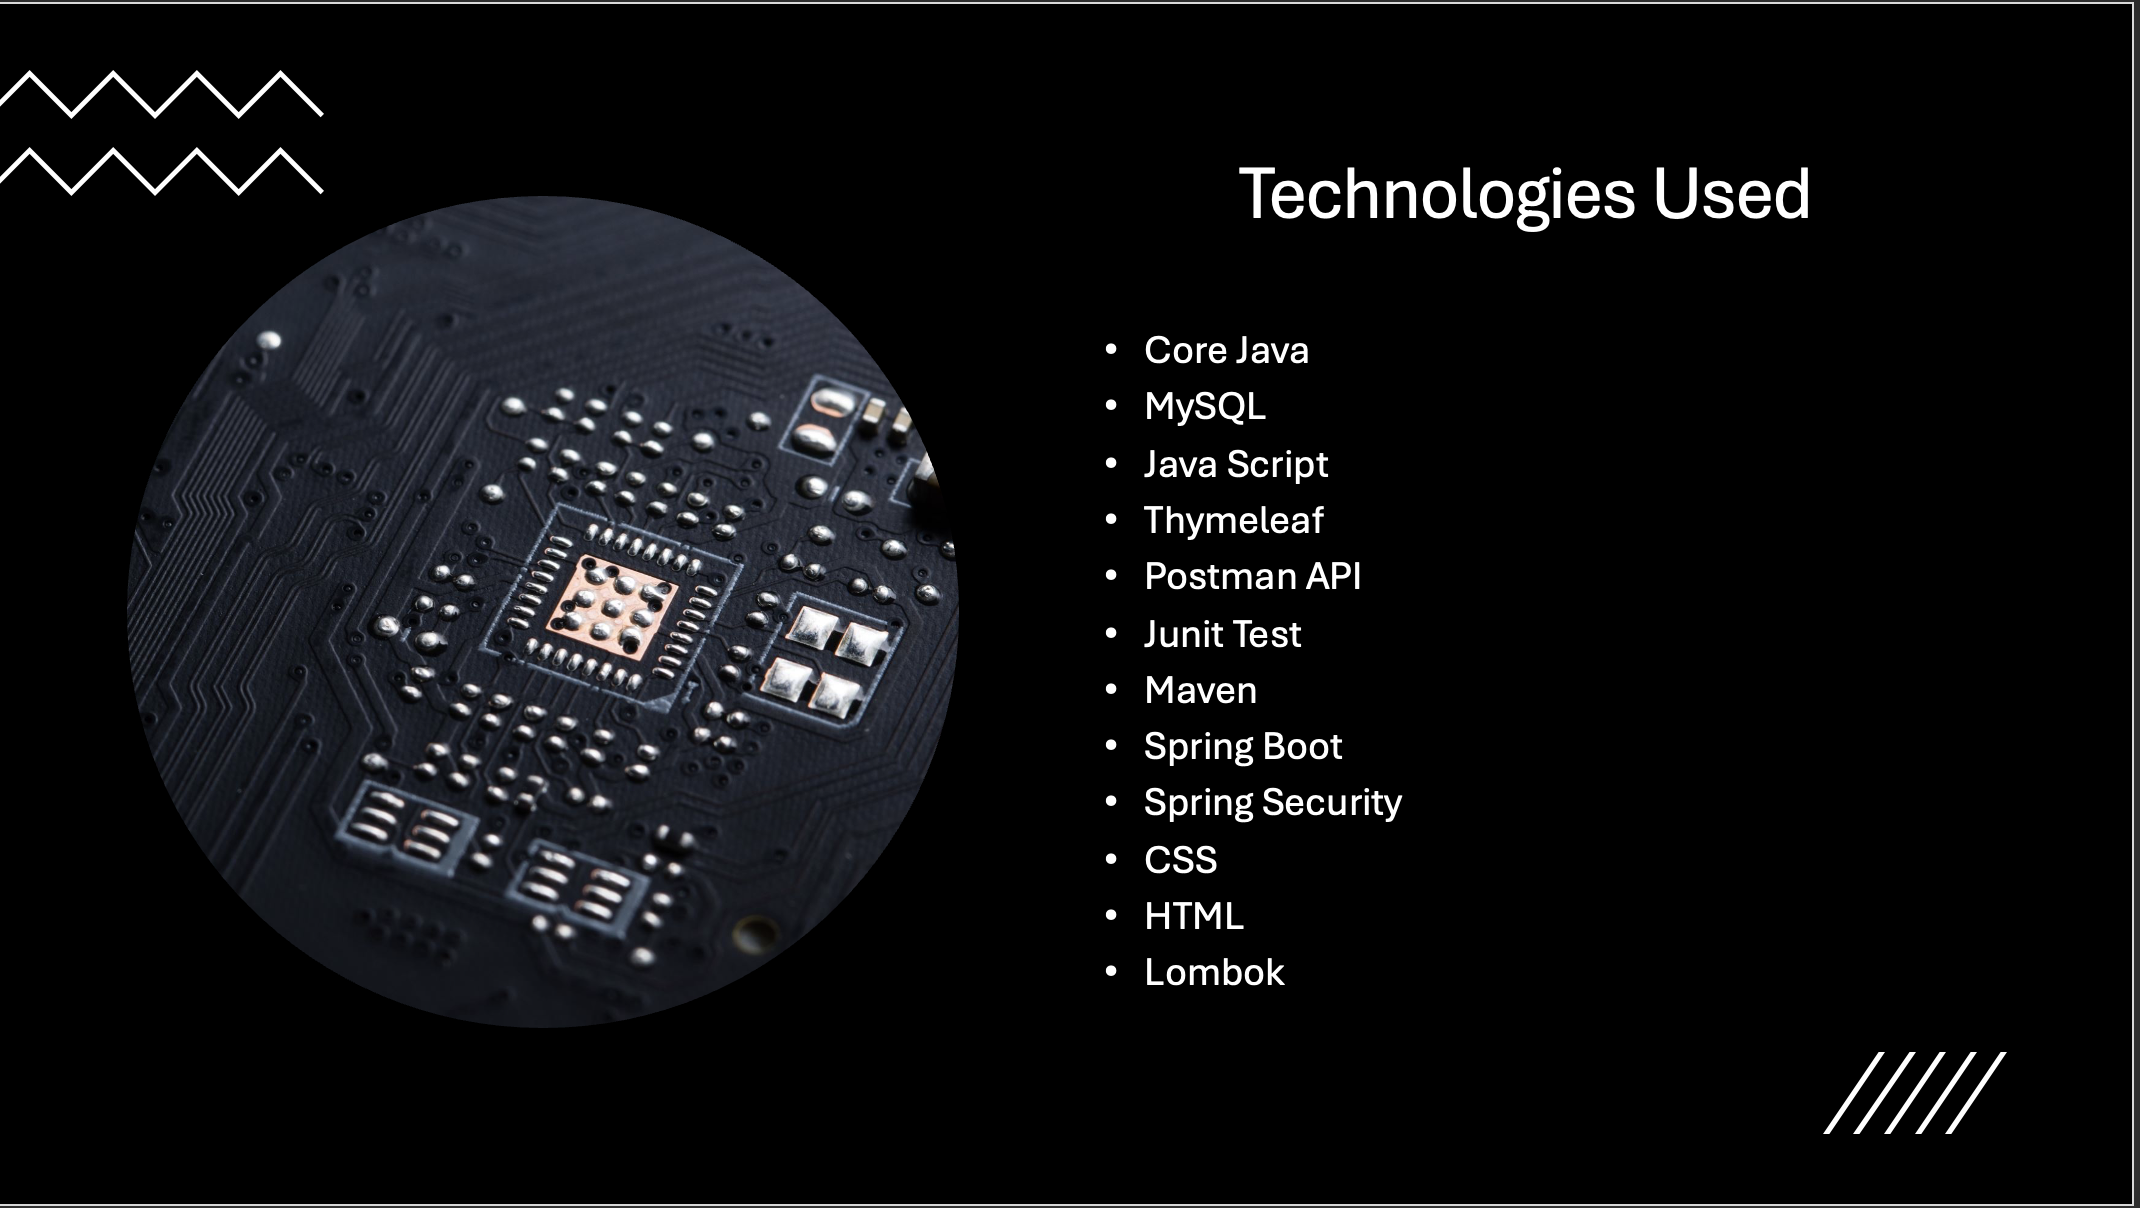 Technologies Used
• Core Java
• MySQL
• Java Script
• Thymeleaf
• Postman API
• Junit Test
• Maven
• Spring Boot
• Spring Security
• CSS
• HTML
• Lombok